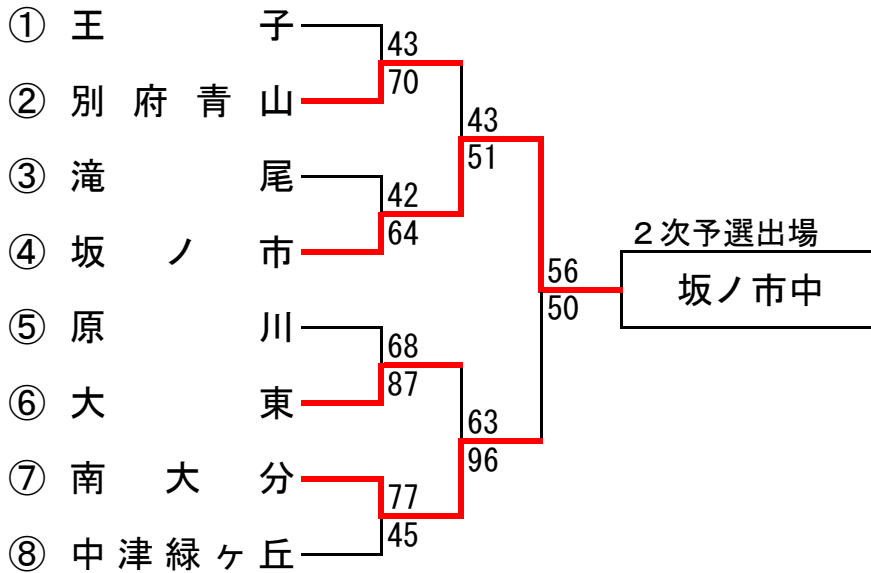 ① 王子
43
② 別府青山
70
43
③ 滝尾
51
42
④ 坂ノ市
64
２次予選出場
56
坂ノ市中
50
⑤ 原川
68
⑥ 大東
87
63
⑦ 南大分
96
77
⑧ 中津緑ヶ丘
45